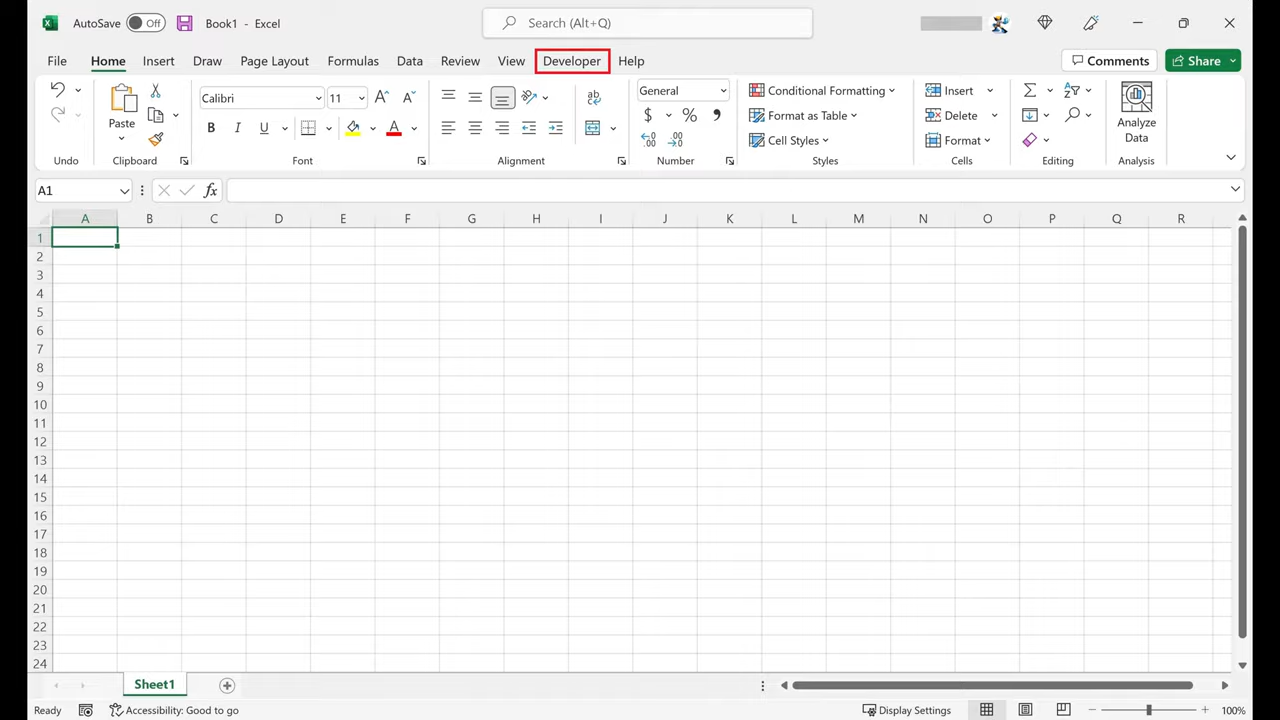 AutoSave Off Book1 - Excel Search (Alt+Q)
File Home Insert Draw Page Layout Formulas Data Review View Developer Help Comments Share
Calibri 11 General Conditional Formatting Insert
Paste B I U A $ % Format as Table Delete Analyze Data
Cell Styles Format
Undo Clipboard Font Alignment Number Styles Cells Editing Analysis
A1 fx
A B C D E F G H I J K L M N O P Q R
1
2
3
4
5
6
7
8
9
10
11
12
13
14
15
16
17
18
19
20
21
22
23
24
Sheet1
Ready Accessibility: Good to go Display Settings 100%